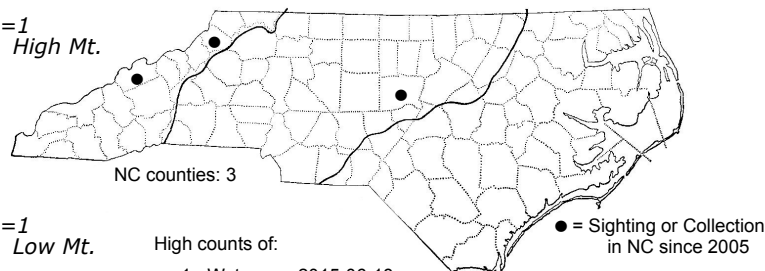 =1
High Mt.
NC counties: 3
=1
Low Mt.
High counts of:
● = Sighting or Collection
in NC since 2005